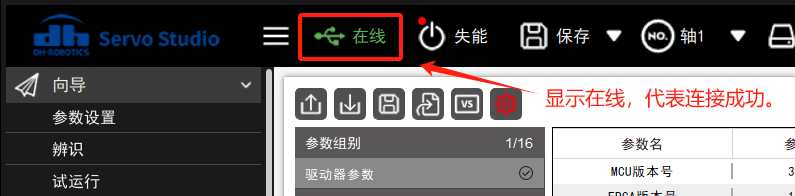 DH-ROBOTICS
Servo Studio
在线
失能
保存
NO.
轴1
向导
显示在线，代表连接成功。
参数设置
VS
辨识
参数组别 1/16
参数名
驱动器参数
MCU版本号
试运行